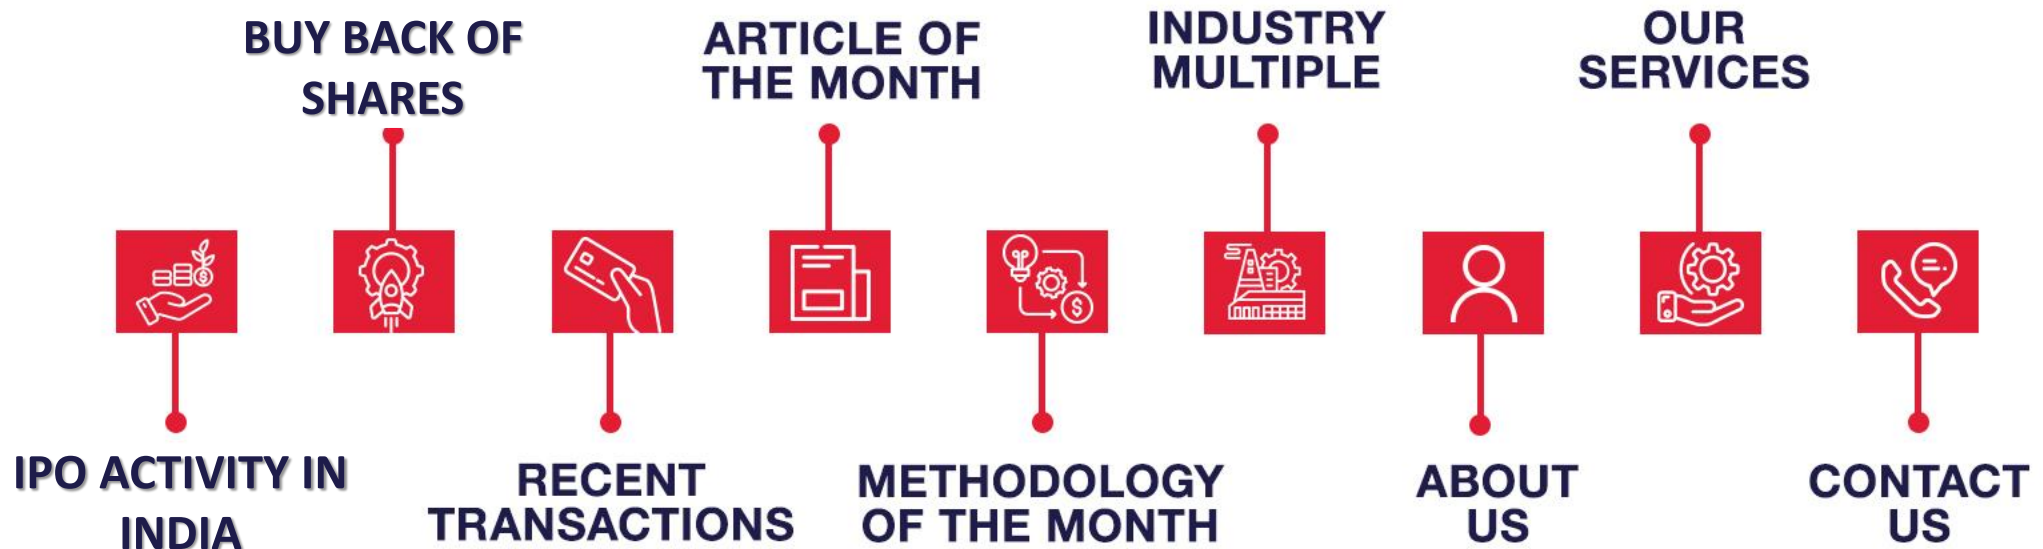 BUY BACK OF
SHARES
ARTICLE OF
THE MONTH
INDUSTRY
MULTIPLE
OUR
SERVICES
IPO ACTIVITY IN
INDIA
RECENT
TRANSACTIONS
METHODOLOGY
OF THE MONTH
ABOUT
US
CONTACT
US